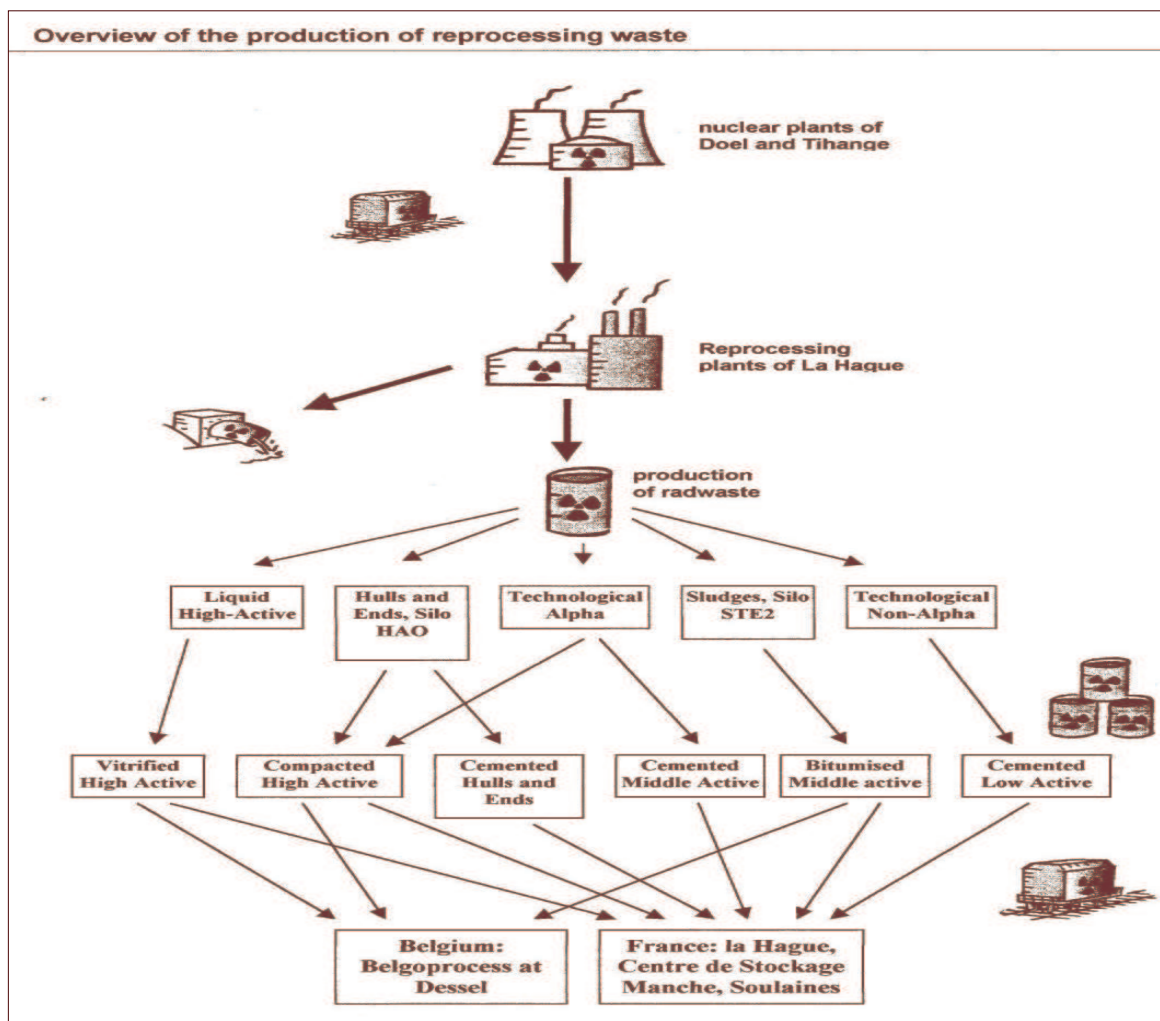 Overview of the production of reprocessing waste
nuclear plants of
Doel and Tihange
Reprocessing
plants of La Hague
production
of radwaste
Liquid
High-Active
Hulls and
Ends, Silo
HAO
Technological
Alpha
Sludges, Silo
STE2
Technological
Non-Alpha
Vitrified
High Active
Compacted
High Active
Cemented
Hulls and
Ends
Cemented
Middle Active
Bitumised
Middle active
Cemented
Low Active
Belgium:
Belgoprocess at
Dessel
France: la Hague,
Centre de Stockage
Manche, Soulaines